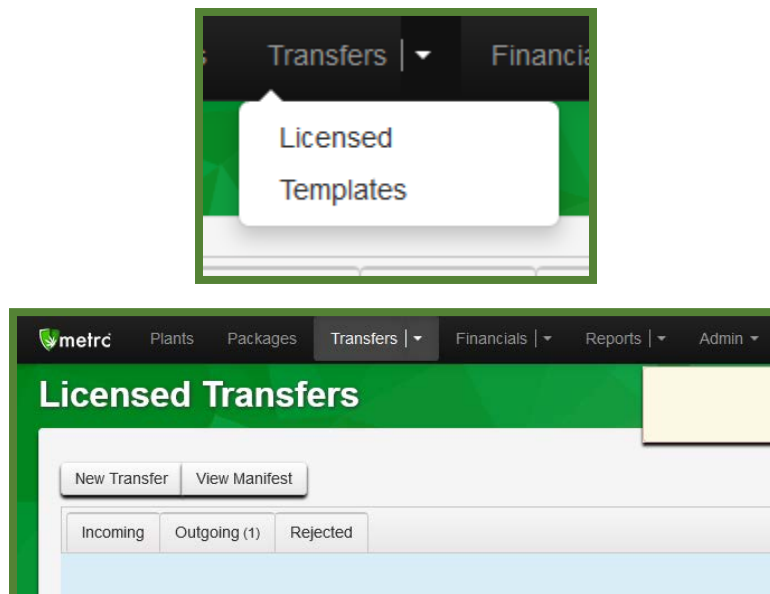 Transfers
Licensed
Templates
metrc Plants Packages Transfers Financials Reports Admin
Licensed Transfers
New Transfer View Manifest
Incoming Outgoing (1) Rejected